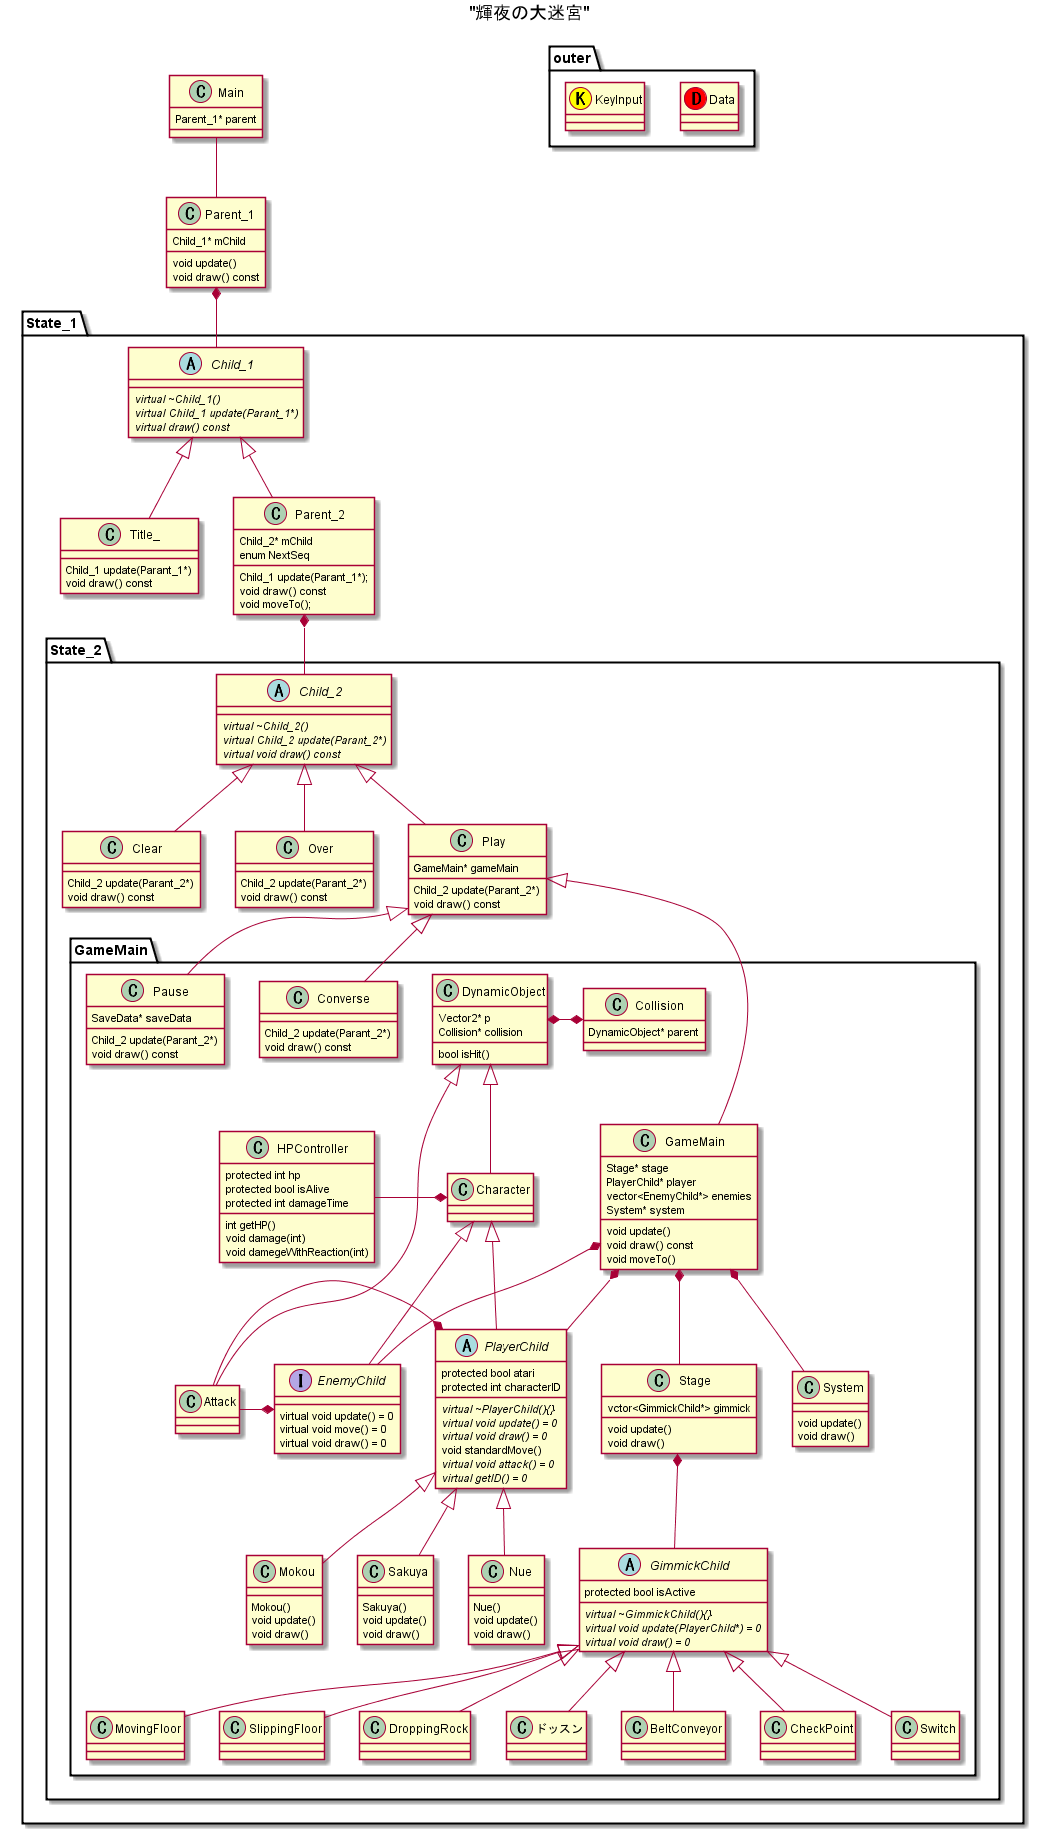 "輝夜の大迷宮"
outer
K KeyInput
D Data
C Main
Parent_1* parent
C Parent_1
Child_1* mChild
void update()
void draw() const
State_1
A Child_1
virtual ~Child_1()
virtual Child_1 update(Parant_1*)
virtual draw() const
C Title_
Child_1 update(Parant_1*)
void draw() const
C Parent_2
Child_2* mChild
enum NextSeq
Child_1 update(Parant_1*);
void draw() const
void moveTo();
State_2
A Child_2
virtual ~Child_2()
virtual Child_2 update(Parant_2*)
virtual void draw() const
C Clear
Child_2 update(Parant_2*)
void draw() const
C Over
Child_2 update(Parant_2*)
void draw() const
C Play
GameMain* gameMain
Child_2 update(Parant_2*)
void draw() const
GameMain
C Pause
SaveData* saveData
Child_2 update(Parant_2*)
void draw() const
C Converse
Child_2 update(Parant_2*)
void draw() const
C DynamicObject
Vector2* p
Collision* collision
bool isHit()
C Collision
DynamicObject* parent
C HPController
protected int hp
protected bool isAlive
protected int damageTime
int getHP()
void damage(int)
void damegeWithReaction(int)
C Character
C GameMain
Stage* stage
PlayerChild* player
vector<EnemyChild*> enemies
System* system
void update()
void draw() const
void moveTo()
C Attack
I EnemyChild
virtual void update() = 0
virtual void move() = 0
virtual void draw() = 0
A PlayerChild
protected bool atari
protected int characterID
virtual ~PlayerChild(){}
virtual void update() = 0
virtual void draw() = 0
void standardMove()
virtual void attack() = 0
virtual getID() = 0
C Stage
vctor<GimmickChild*> gimmick
void update()
void draw()
C System
void update()
void draw()
C Mokou
Mokou()
void update()
void draw()
C Sakuya
Sakuya()
void update()
void draw()
C Nue
Nue()
void update()
void draw()
A GimmickChild
protected bool isActive
virtual ~GimmickChild(){}
virtual void update(PlayerChild*) = 0
virtual void draw() = 0
C MovingFloor
C SlippingFloor
C DroppingRock
C ドッスン
C BeltConveyor
C CheckPoint
C Switch